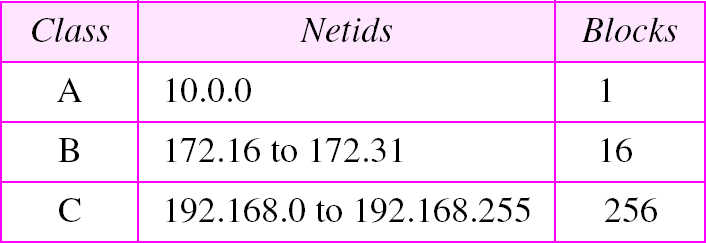 Class Netids Blocks
A 10.0.0 1
B 172.16 to 172.31 16
C 192.168.0 to 192.168.255 256